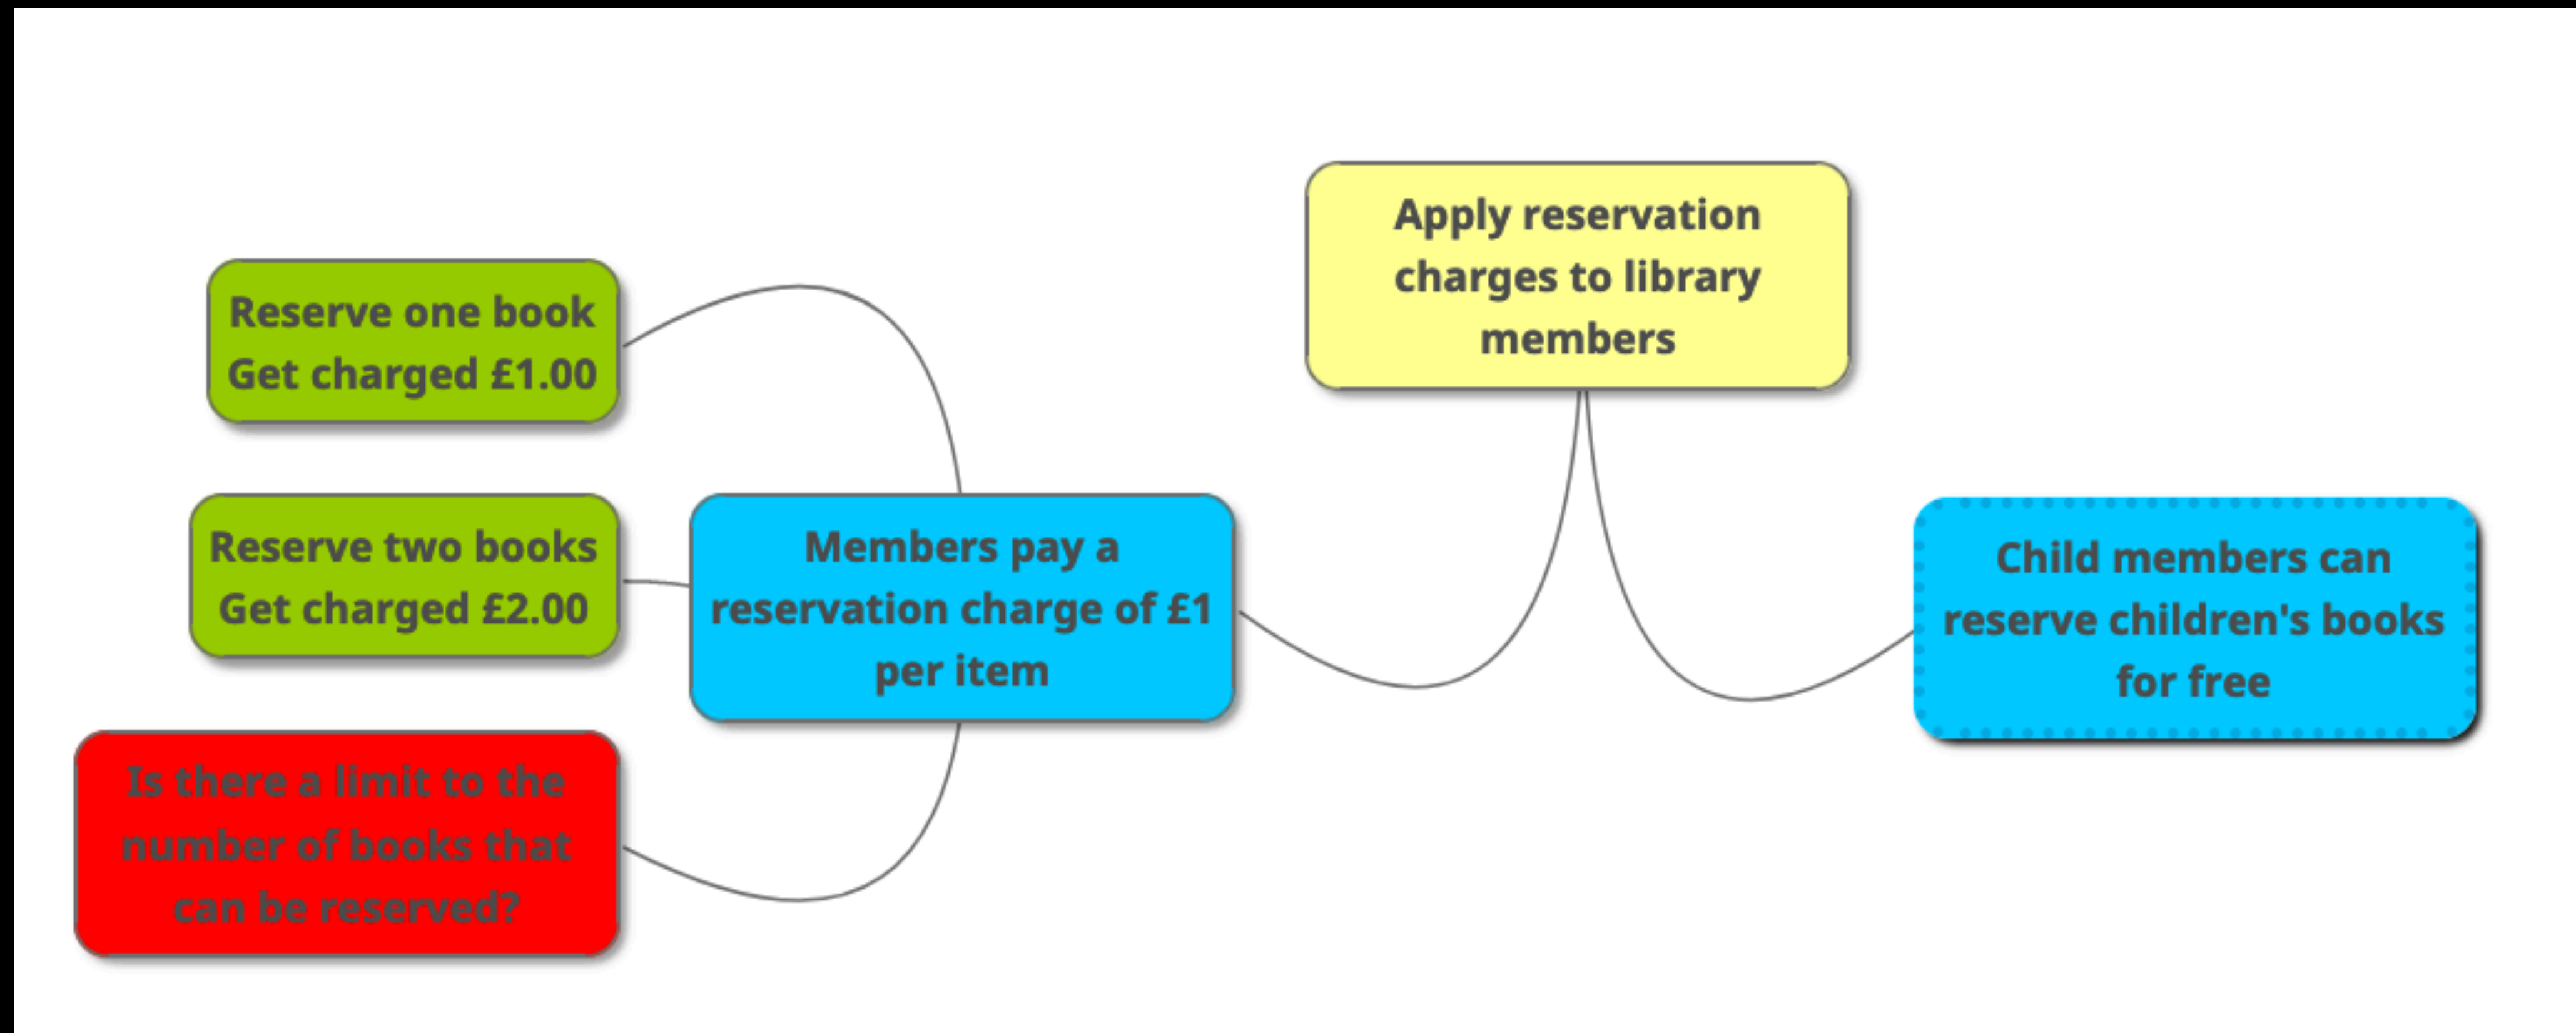 Apply reservation
charges to library
members
Reserve one book
Get charged £1.00
Reserve two books
Get charged £2.00
Members pay a
reservation charge of £1
per item
Child members can
reserve children's books
for free
Is there a limit to the
number of books that
can be reserved?